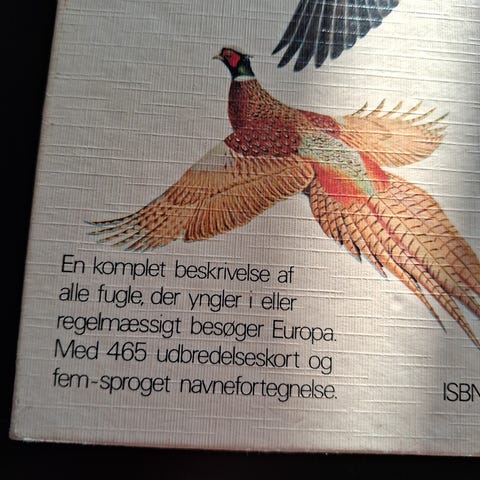 En komplet beskrivelse af
alle fugle, der yngler i eller
regelmæssigt besøger Europa.
Med 465 udbredelseskort og
fem-sproget navnefortegnelse.
ISBN